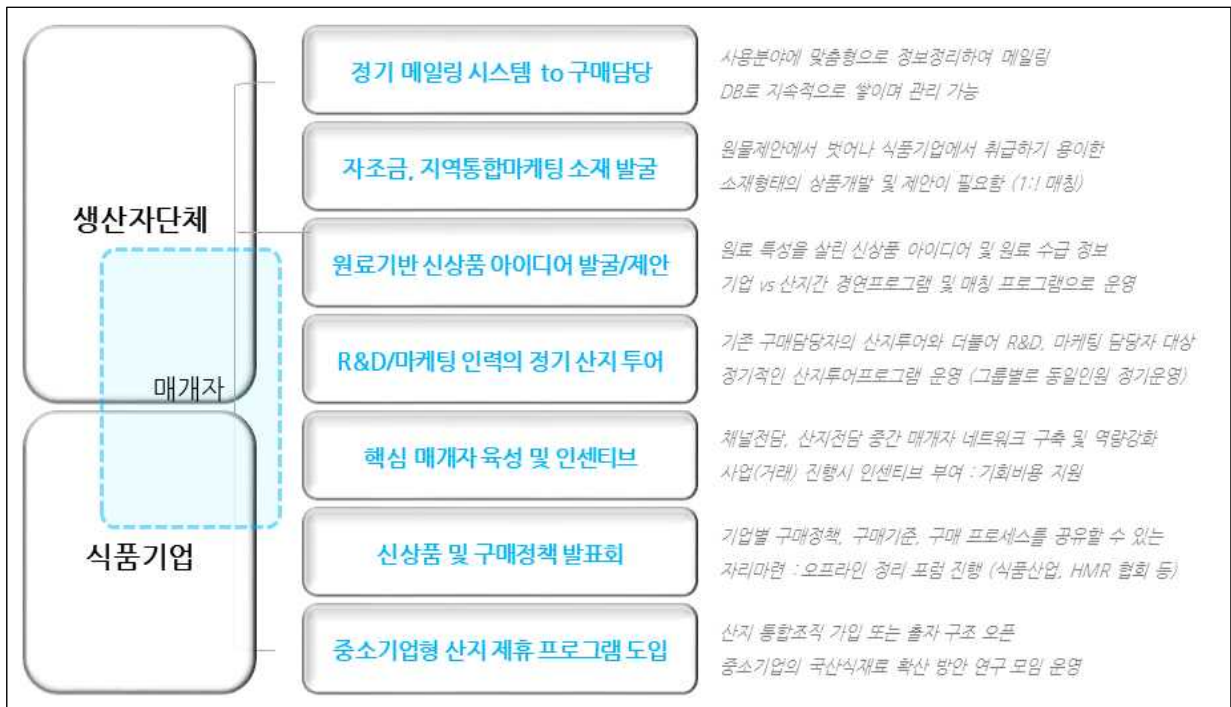 생산자단체
매개자
식품기업
정기 메일링 시스템 to 구매담당
사용분야에 맞춤형으로 정보정리하여 메일링
DB로 지속적으로 쌓이며 관리 가능
자조금, 지역통합마케팅 소재 발굴
원물제안에서 벗어나 식품기업에서 취급하기 용이한
소재형태의 상품개발 및 제안이 필요함 (1:! 매칭)
원료기반 신상품 아이디어 발굴/제안
원료 특성을 살린 신상품 아이디어 및 원료 수급 정보
기업 vs 산지간 경연프로그램 및 매칭 프로그램으로 운영
R&D/마케팅 인력의 정기 산지 투어
기존 구매담당자의 산지투어와 더불어 R&D, 마케팅 담당자 대상
정기적인 산지투어프로그램 운영 (그룹별로 동일인원 정기운영)
핵심 매개자 육성 및 인센티브
채널전담, 산지전담 중간 매개자 네트워크 구축 및 역량강화
사업(거래) 진행시 인센티브 부여 : 기회비용 지원
신상품 및 구매정책 발표회
기업별 구매정책, 구매기준, 구매 프로세스를 공유할 수 있는
자리마련 : 오프라인 정리 포럼 진행 (식품산업, HMR 협회 등)
중소기업형 산지 제휴 프로그램 도입
산지 통합조직 가입 또는 출자 구조 오픈
중소기업의 국산식재료 확산 방안 연구 모임 운영